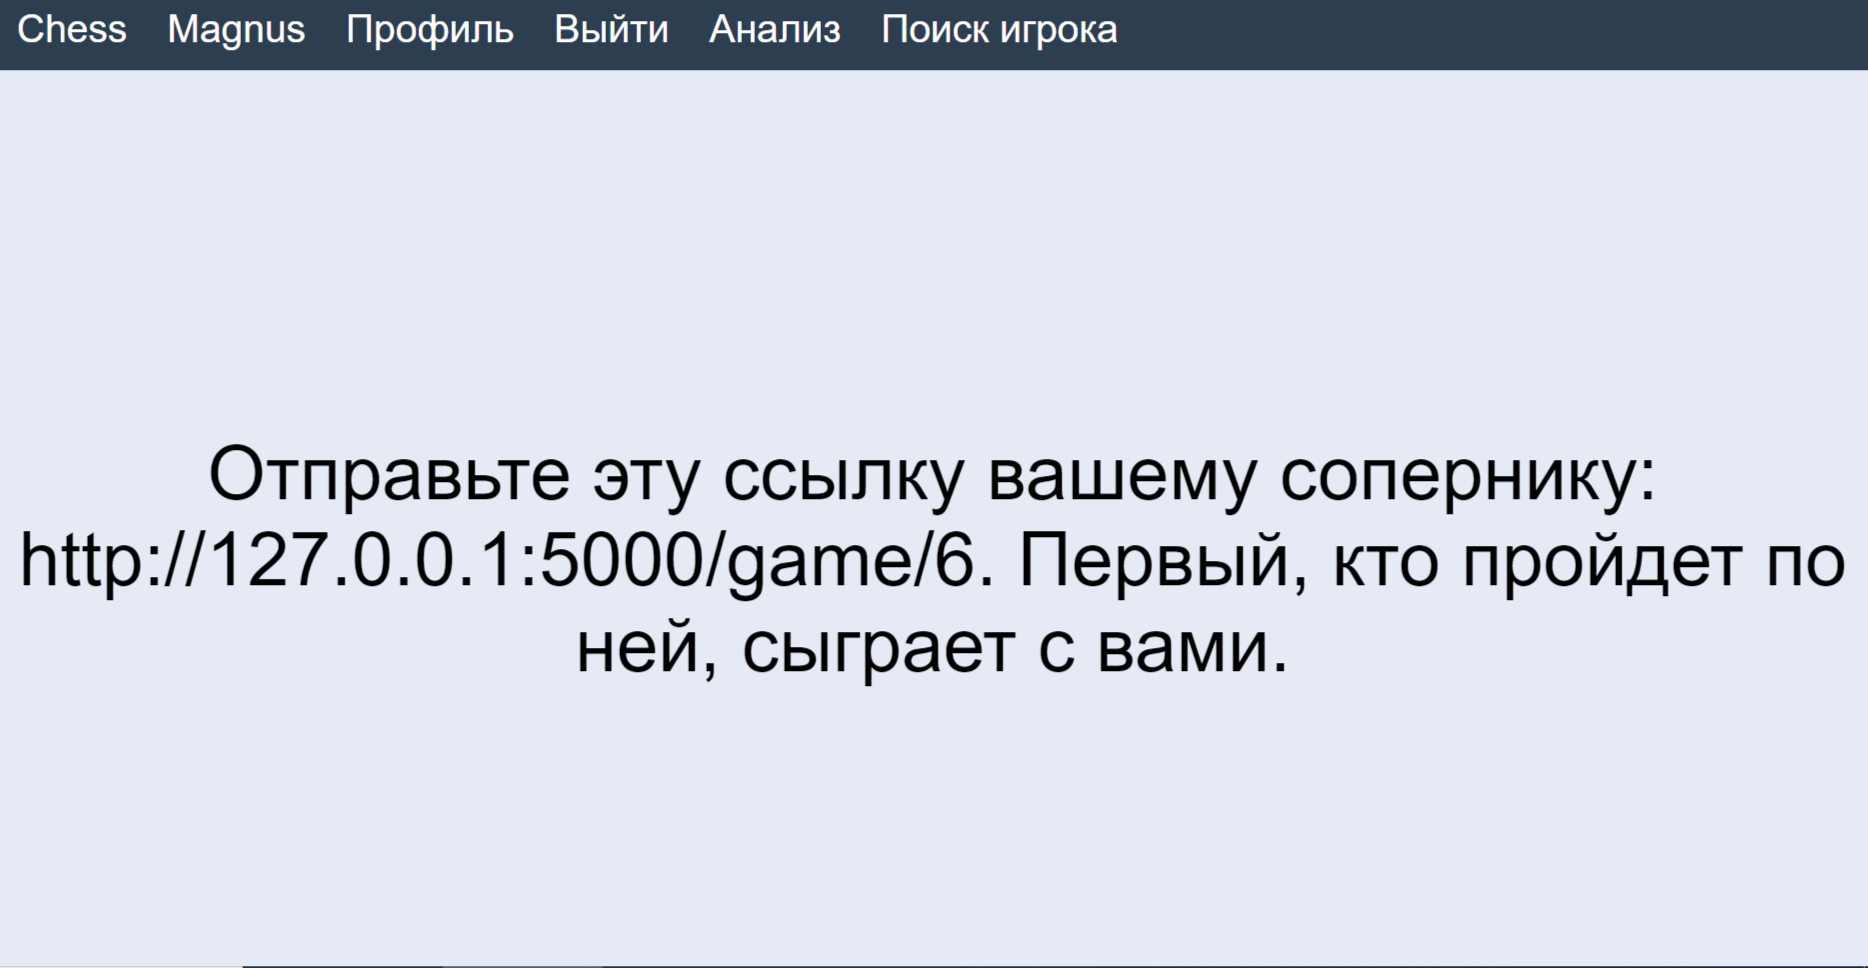 Chess Magnus Профиль Выйти Анализ Поиск игрока
Отправьте эту ссылку вашему сопернику:
http://127.0.0.1:5000/game/6. Первый, кто пройдет по
ней, сыграет с вами.